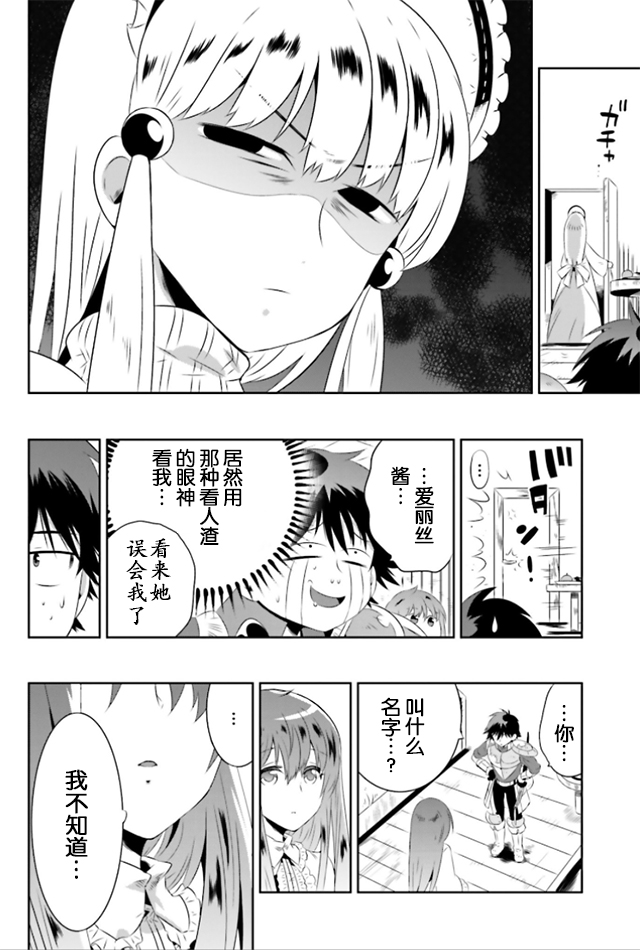 ガチャ
バタン!
…
…爱丽丝
酱…
居然用
那种看人渣
的眼神
看我…
看来她
误会我了
…你…
叫什么
名字…?
…
我不知道…